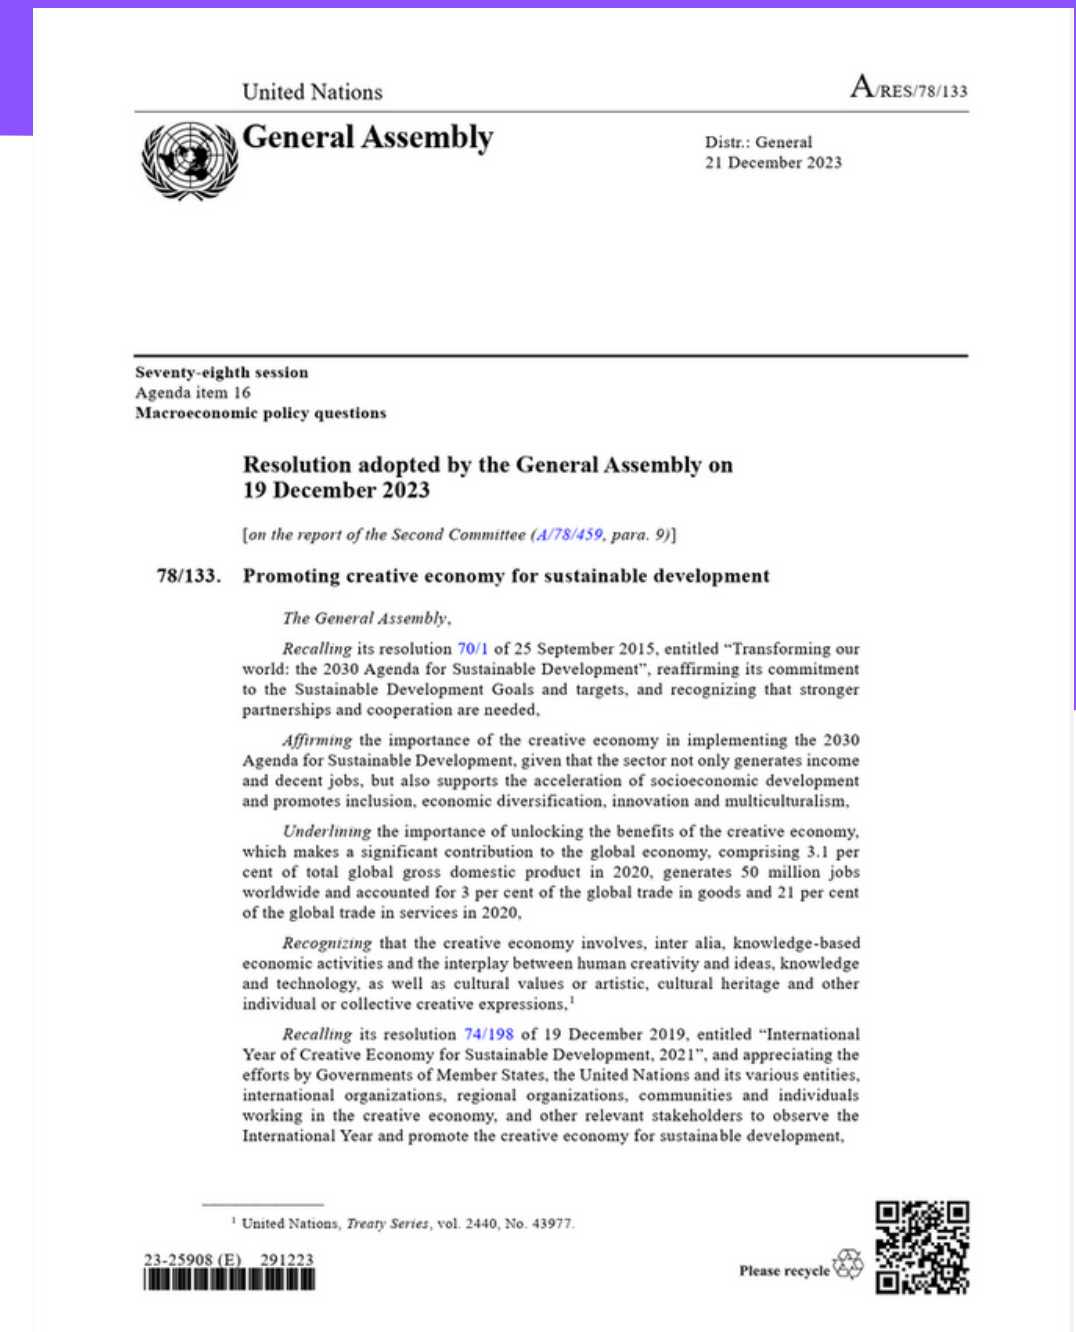 United Nations
A/RES/78/133
General Assembly
Distr.: General
21 December 2023
Seventy-eighth session
Agenda item 16
Macroeconomic policy questions
Resolution adopted by the General Assembly on
19 December 2023
[on the report of the Second Committee (A/78/459, para. 9)]
78/133. Promoting creative economy for sustainable development
The General Assembly,
Recalling its resolution 70/1 of 25 September 2015, entitled “Transforming our
world: the 2030 Agenda for Sustainable Development”, reaffirming its commitment
to the Sustainable Development Goals and targets, and recognizing that stronger
partnerships and cooperation are needed,
Affirming the importance of the creative economy in implementing the 2030
Agenda for Sustainable Development, given that the sector not only generates income
and decent jobs, but also supports the acceleration of socioeconomic development
and promotes inclusion, economic diversification, innovation and multiculturalism,
Underlining the importance of unlocking the benefits of the creative economy,
which makes a significant contribution to the global economy, comprising 3.1 per
cent of total global gross domestic product in 2020, generates 50 million jobs
worldwide and accounted for 3 per cent of the global trade in goods and 21 per cent
of the global trade in services in 2020,
Recognizing that the creative economy involves, inter alia, knowledge-based
economic activities and the interplay between human creativity and ideas, knowledge
and technology, as well as cultural values or artistic, cultural heritage and other
individual or collective creative expressions,¹
Recalling its resolution 74/198 of 19 December 2019, entitled “International
Year of Creative Economy for Sustainable Development, 2021”, and appreciating the
efforts by Governments of Member States, the United Nations and its various entities,
international organizations, regional organizations, communities and individuals
working in the creative economy, and other relevant stakeholders to observe the
International Year and promote the creative economy for sustainable development,
¹ United Nations, Treaty Series, vol. 2440, No. 43977.
23-25908 (E) 291223
Please recycle